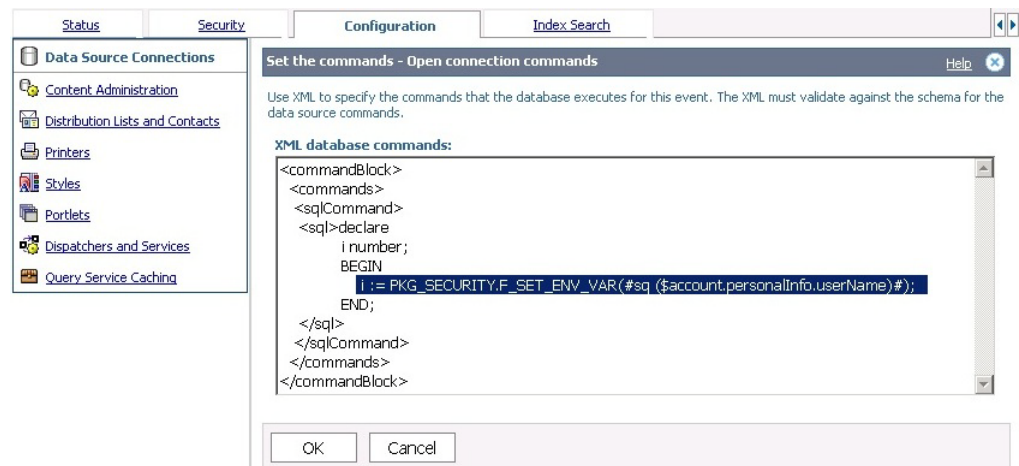 Status
Security
Configuration
Index Search
Data Source Connections
Content Administration
Distribution Lists and Contacts
Printers
Styles
Portlets
Dispatchers and Services
Query Service Caching
Set the commands - Open connection commands
Help
Use XML to specify the commands that the database executes for this event. The XML must validate against the schema for the
data source commands.
XML database commands:
<commandBlock>
<commands>
<sqlCommand>
<sql>declare
i number;
BEGIN
i := PKG_SECURITY.F_SET_ENV_VAR(#sq ($account.personalInfo.userName)#);
END;
</sql>
</sqlCommand>
</commands>
</commandBlock>
OK
Cancel